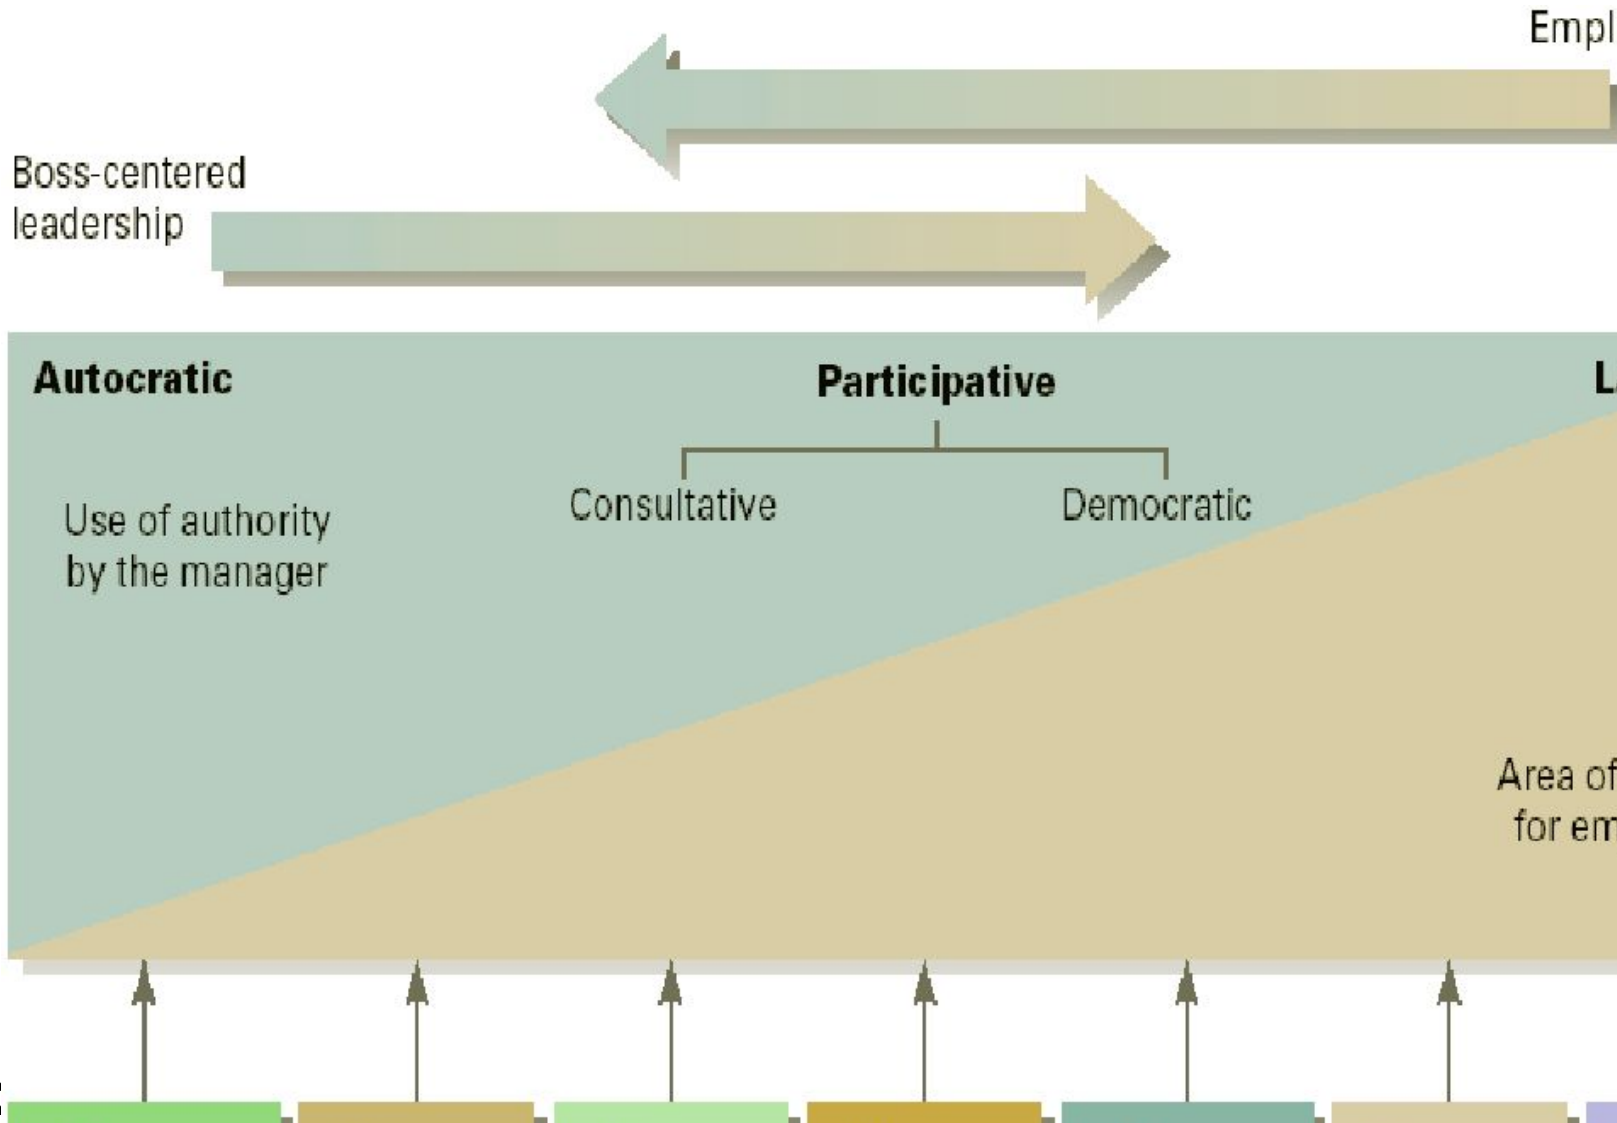 Empl
Boss-centered
leadership
Autocratic
Participative
L
Consultative
Democratic
Use of authority
by the manager
Area of
for em